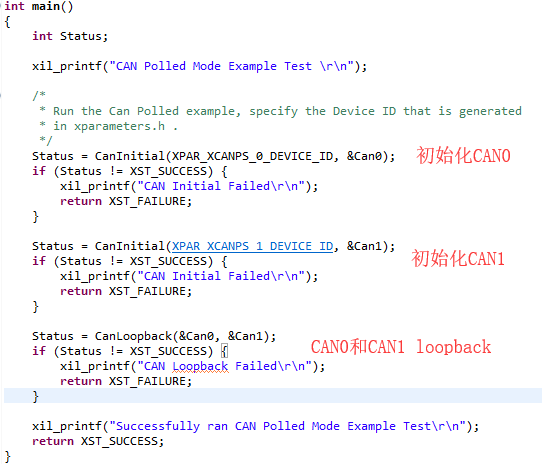 int main()
{
    int Status;

    xil_printf("CAN Polled Mode Example Test \r\n");

    /*
     * Run the Can Polled example, specify the Device ID that is generated
     * in xparameters.h .
     */
    Status = CanInitial(XPAR_XCANPS_0_DEVICE_ID, &Can0); 初始化CAN0
    if (Status != XST_SUCCESS) {
        xil_printf("CAN Initial Failed\r\n");
        return XST_FAILURE;
    }

    Status = CanInitial(XPAR_XCANPS_1_DEVICE_ID, &Can1); 初始化CAN1
    if (Status != XST_SUCCESS) {
        xil_printf("CAN Initial Failed\r\n");
        return XST_FAILURE;
    }

    Status = CanLoopback(&Can0, &Can1); CAN0和CAN1 loopback
    if (Status != XST_SUCCESS) {
        xil_printf("CAN Loopback Failed\r\n");
        return XST_FAILURE;
    }

    xil_printf("Successfully ran CAN Polled Mode Example Test\r\n");
    return XST_SUCCESS;
}